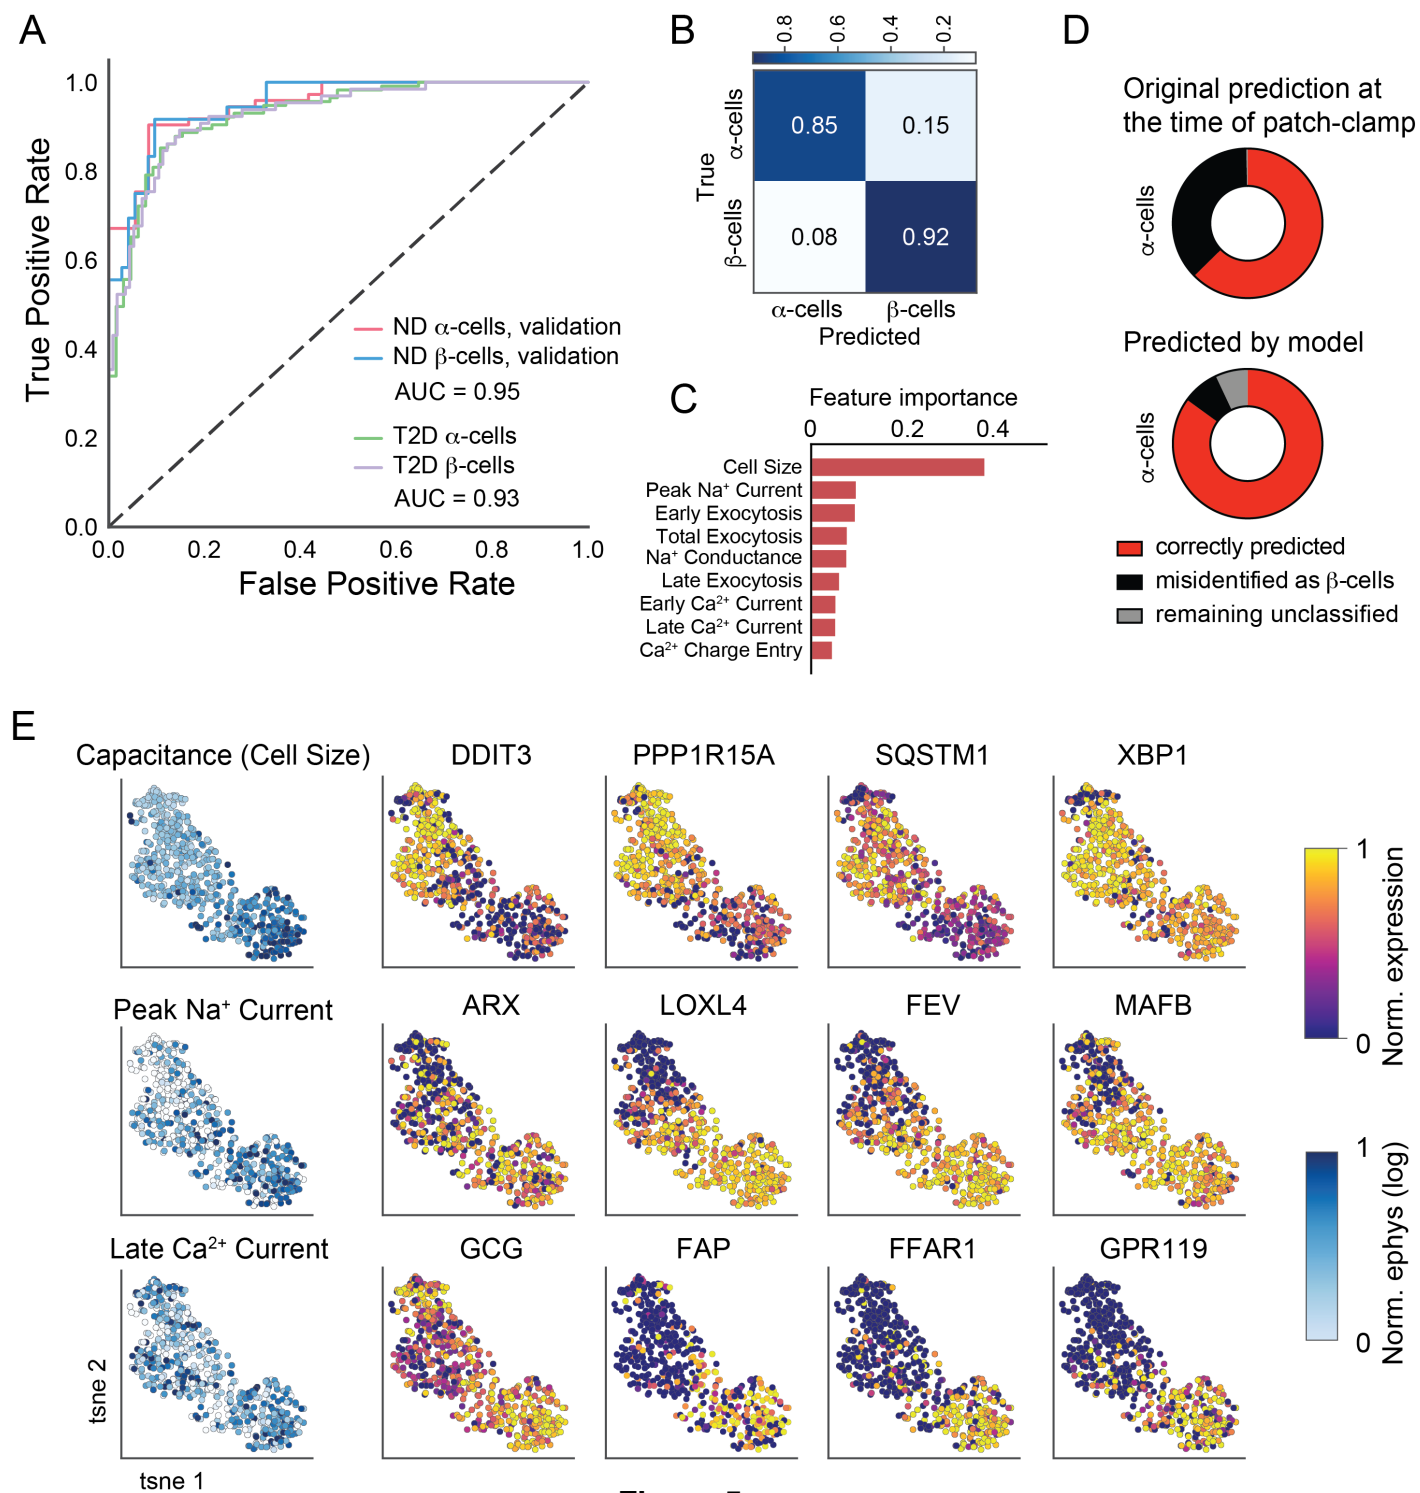 A
True Positive Rate
1.0
0.8
0.6
0.4
0.2
0.0
0.0 0.2 0.4 0.6 0.8 1.0
False Positive Rate
ND α-cells, validation
ND β-cells, validation
AUC = 0.95
T2D α-cells
T2D β-cells
AUC = 0.93
B
0.8 0.6 0.4 0.2
True
α-cells
β-cells
0.85 0.15
0.08 0.92
α-cells β-cells
Predicted
C
Feature importance
0 0.2 0.4
Cell Size
Peak Na⁺ Current
Early Exocytosis
Total Exocytosis
Na⁺ Conductance
Late Exocytosis
Early Ca²⁺ Current
Late Ca²⁺ Current
Ca²⁺ Charge Entry
D
Original prediction at
the time of patch-clamp
α-cells
Predicted by model
α-cells
correctly predicted
misidentified as β-cells
remaining unclassified
E
Capacitance (Cell Size) DDIT3 PPP1R15A SQSTM1 XBP1
Peak Na⁺ Current ARX LOXL4 FEV MAFB
Late Ca²⁺ Current GCG FAP FFAR1 GPR119
tsne 2
tsne 1
1
0
Norm. expression
1
0
Norm. ephys (log)